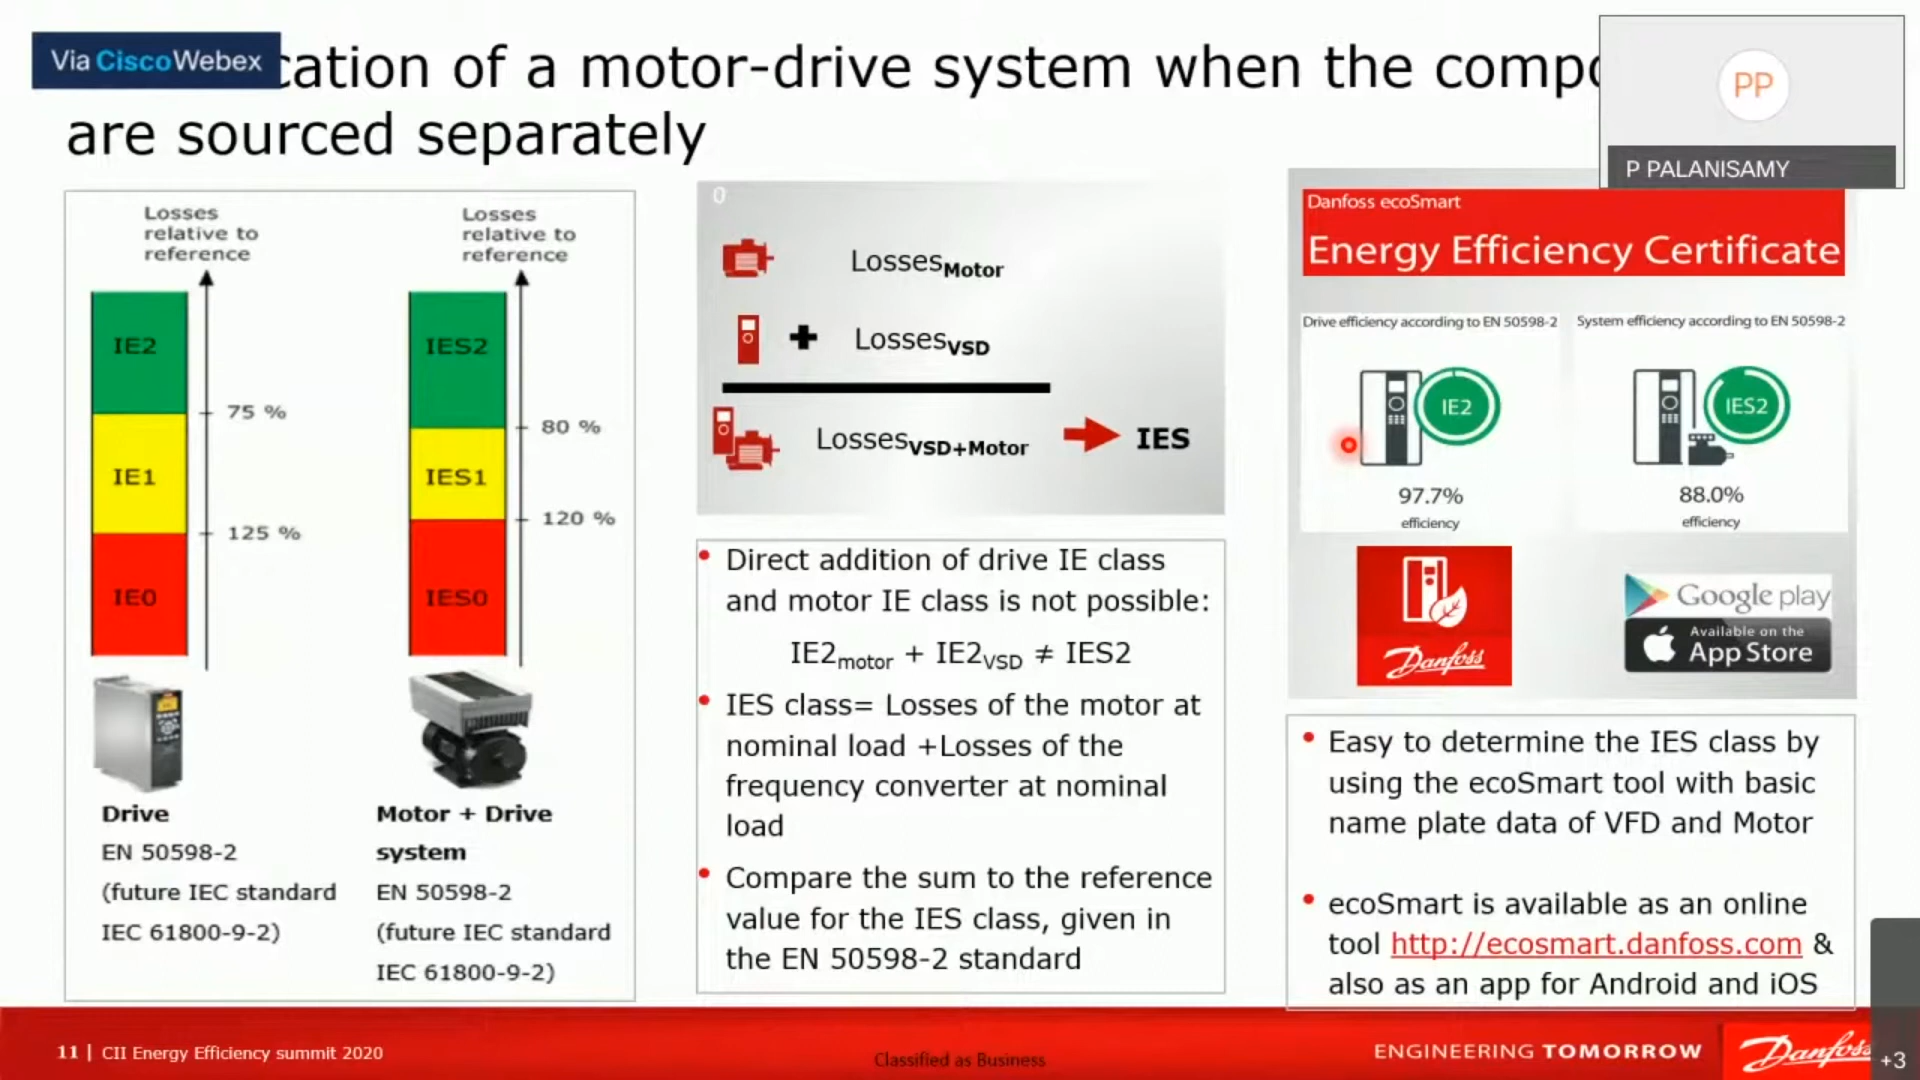 Via CiscoWebex
cation of a motor-drive system when the compo
are sourced separately
PP
P PALANISAMY
Losses
relative to
reference
IE2
IE1
IE0
75 %
125 %
Losses
relative to
reference
IES2
IES1
IES0
80 %
120 %
Drive
EN 50598-2
(future IEC standard
IEC 61800-9-2)
Motor + Drive
system
EN 50598-2
(future IEC standard
IEC 61800-9-2)
0
LossesMotor
+ LossesVSD
LossesVSD+Motor IES
• Direct addition of drive IE class
and motor IE class is not possible:
IE2motor + IE2VSD ≠ IES2
• IES class= Losses of the motor at
nominal load +Losses of the
frequency converter at nominal
load
• Compare the sum to the reference
value for the IES class, given in
the EN 50598-2 standard
Danfoss ecoSmart
Energy Efficiency Certificate
Drive efficiency according to EN 50598-2
IE2
97.7%
efficiency
System efficiency according to EN 50598-2
IES2
88.0%
efficiency
Danfoss
Google play
Available on the
App Store
• Easy to determine the IES class by
using the ecoSmart tool with basic
name plate data of VFD and Motor
• ecoSmart is available as an online
tool http://ecosmart.danfoss.com &
also as an app for Android and iOS
11 | CII Energy Efficiency summit 2020
Classified as Business
ENGINEERING TOMORROW
Danfoss
+3